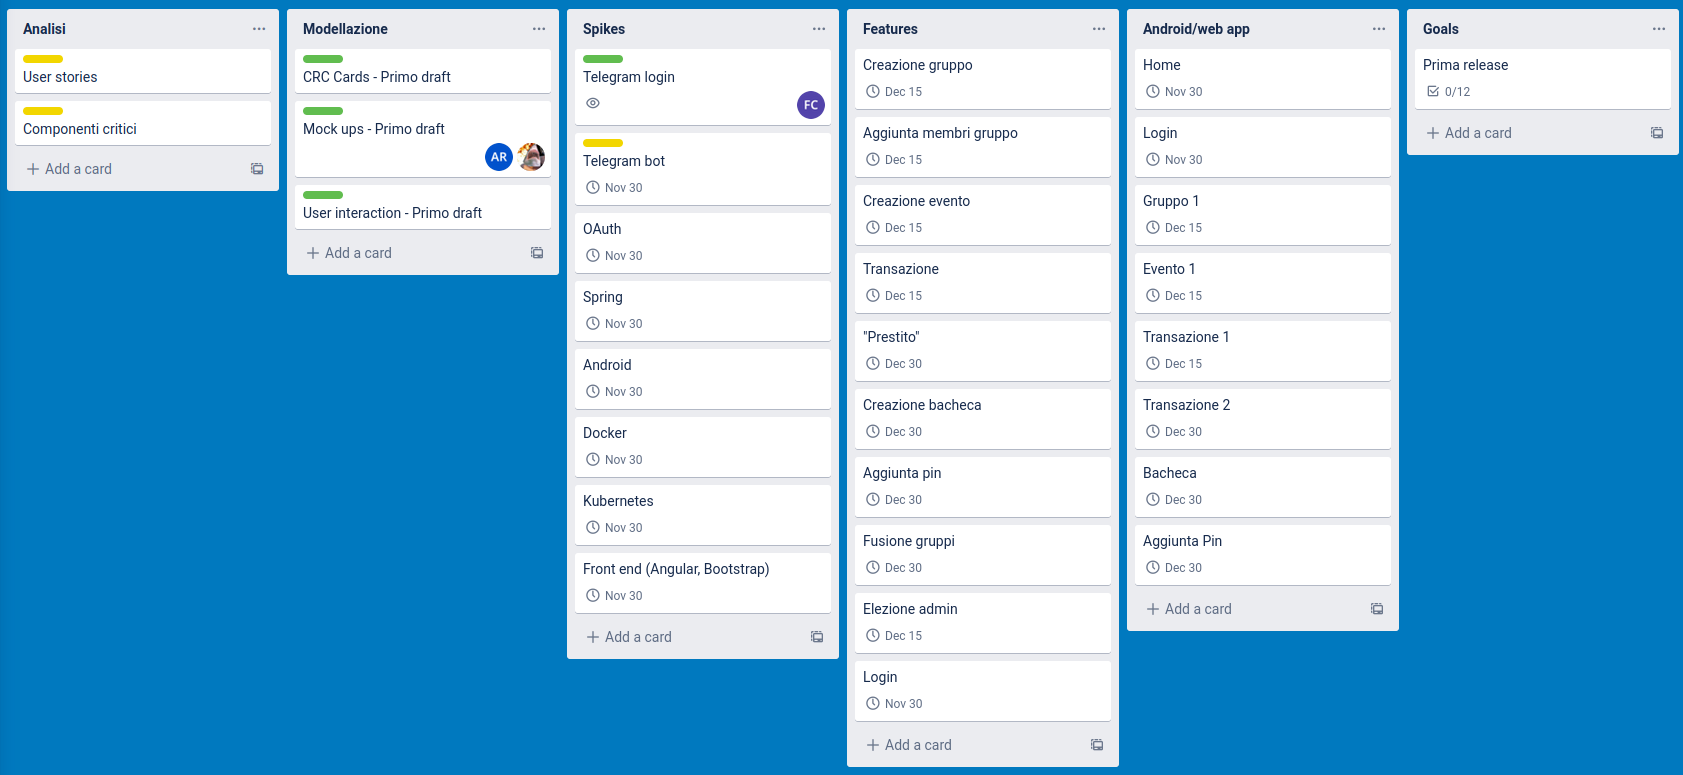 Analisi
User stories
Componenti critici
Add a card
Modellazione
CRC Cards - Primo draft
Mock ups - Primo draft
AR
User interaction - Primo draft
Add a card
Spikes
Telegram login
FC
Telegram bot
Nov 30
OAuth
Nov 30
Spring
Nov 30
Android
Nov 30
Docker
Nov 30
Kubernetes
Nov 30
Front end (Angular, Bootstrap)
Nov 30
Add a card
Features
Creazione gruppo
Dec 15
Aggiunta membri gruppo
Dec 15
Creazione evento
Dec 15
Transazione
Dec 15
"Prestito"
Dec 30
Creazione bacheca
Dec 30
Aggiunta pin
Dec 30
Fusione gruppi
Dec 30
Elezione admin
Dec 15
Login
Nov 30
Add a card
Android/web app
Home
Nov 30
Login
Nov 30
Gruppo 1
Dec 15
Evento 1
Dec 15
Transazione 1
Dec 15
Transazione 2
Dec 30
Bacheca
Dec 30
Aggiunta Pin
Dec 30
Add a card
Goals
Prima release
0/12
Add a card